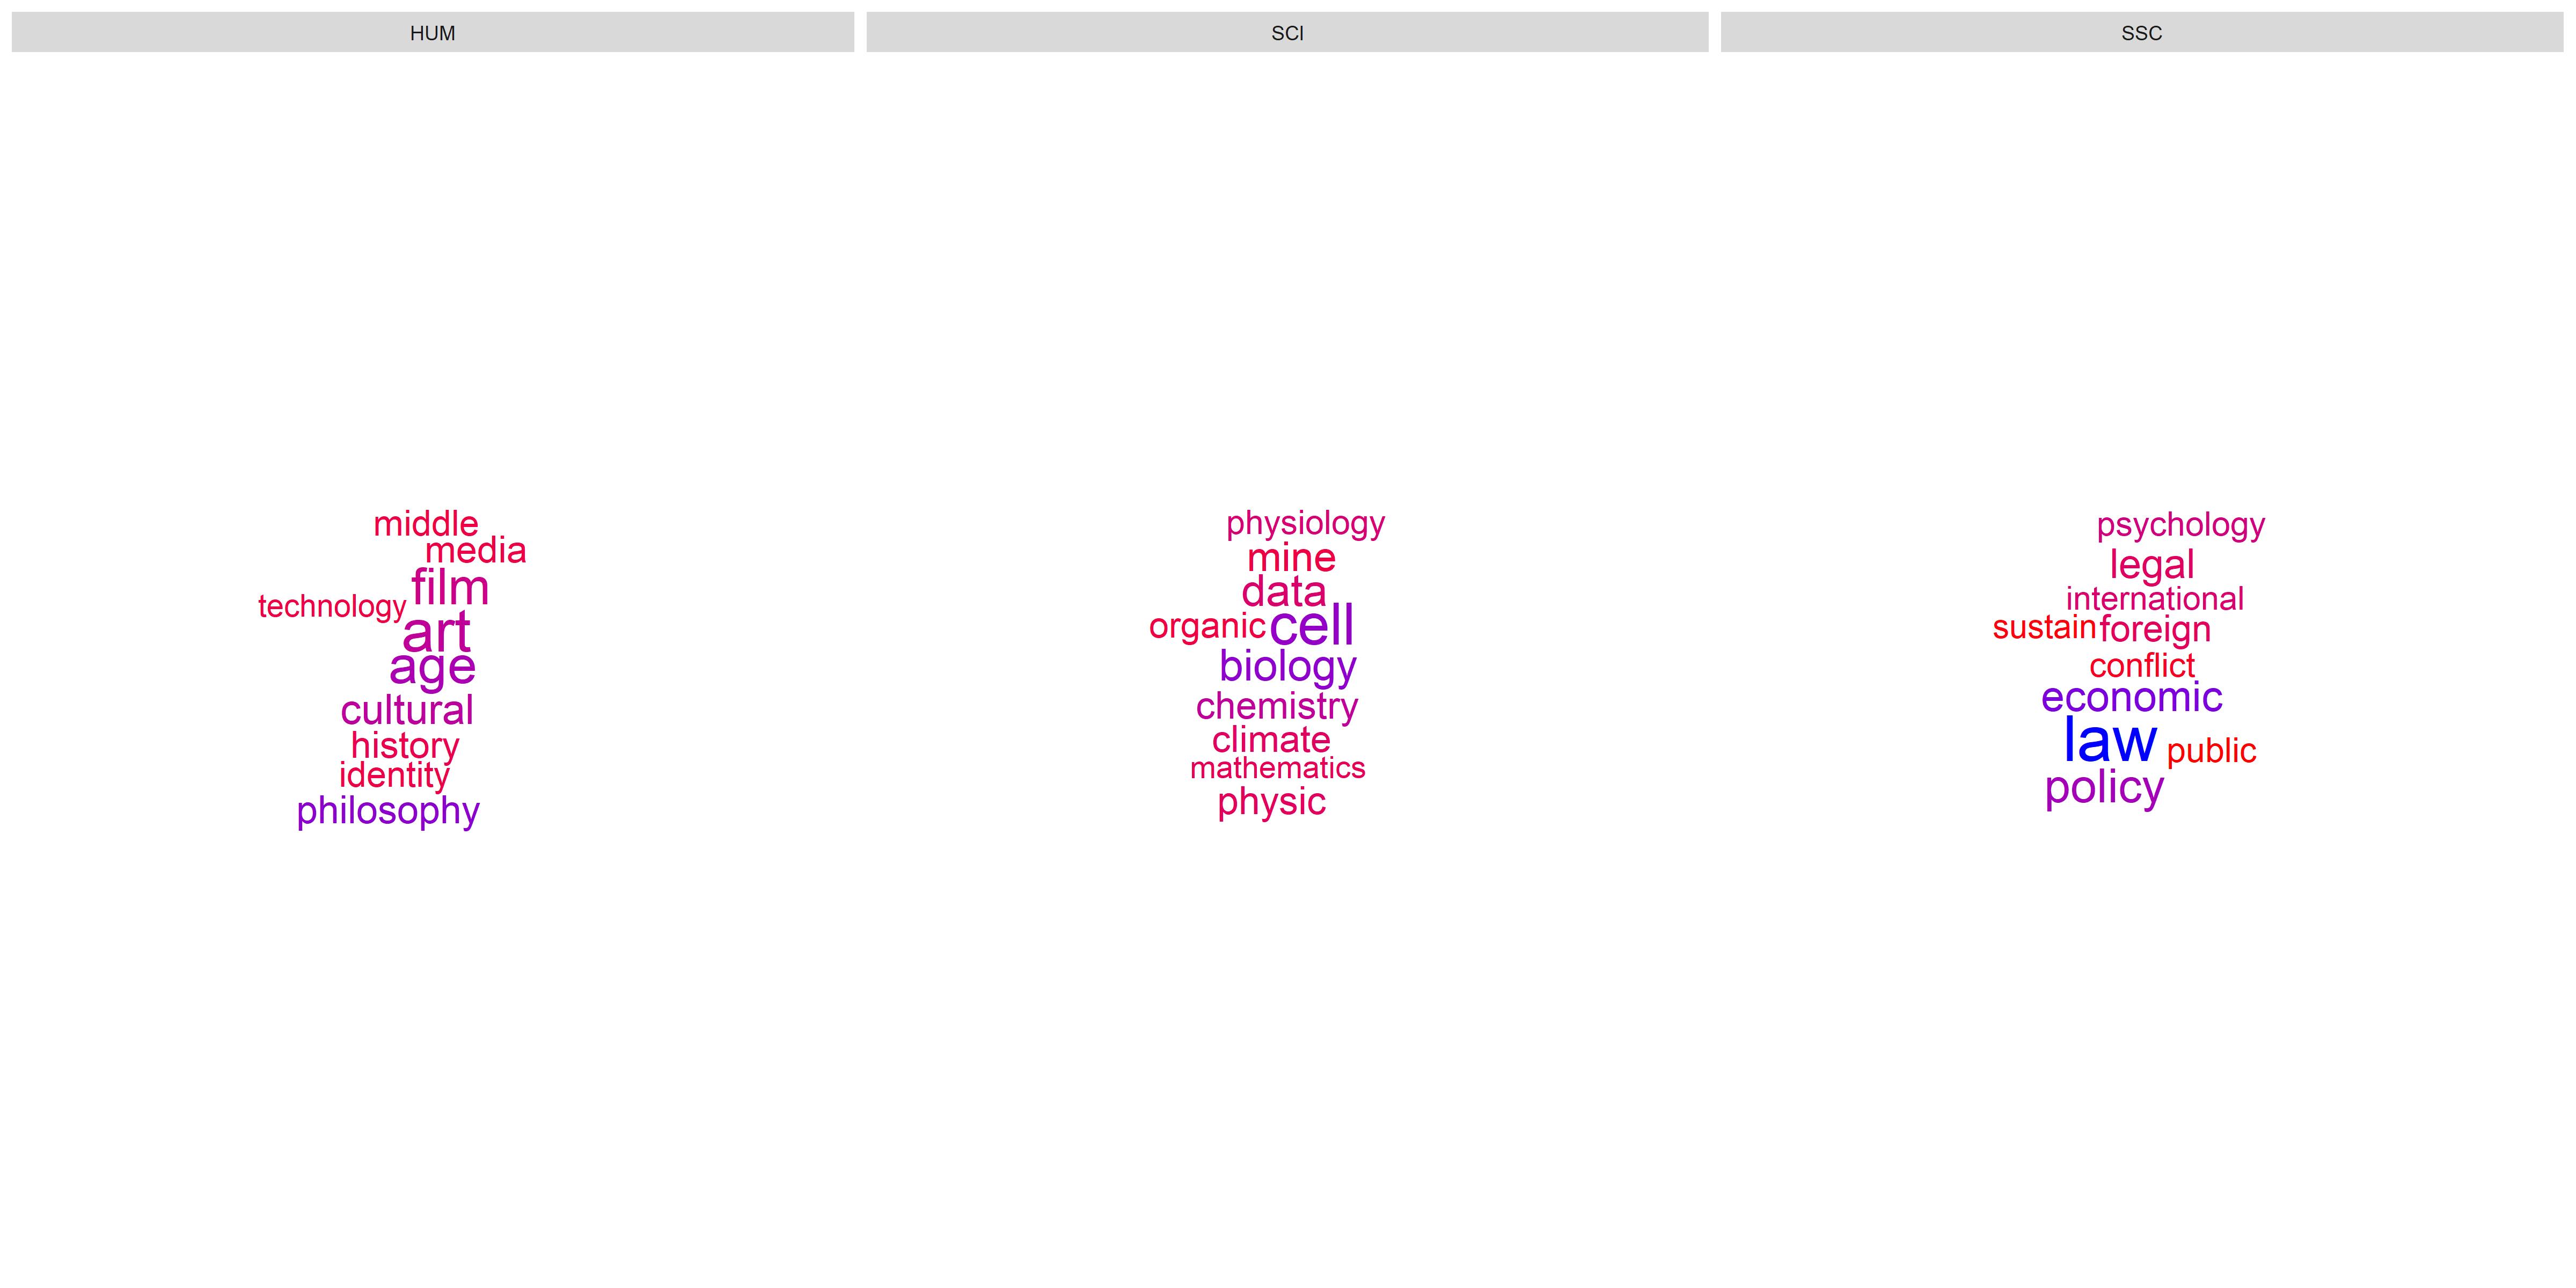 HUM
SCI
SSC
middle
media
film
technology
art
age
cultural
history
identity
philosophy
physiology
mine
data
organic
cell
biology
chemistry
climate
mathematics
physic
psychology
legal
international
sustain
foreign
conflict
economic
law
public
policy